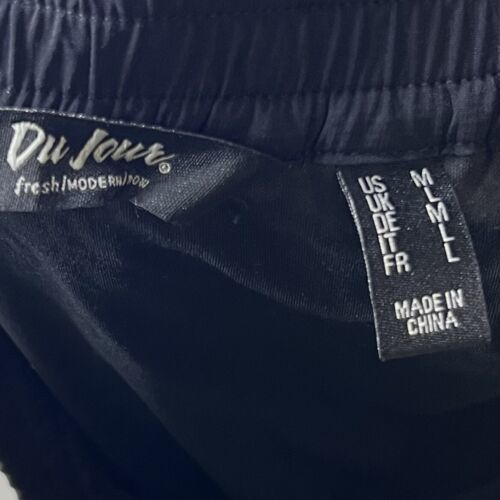 Du Jour®
fresh/MODERN/now
US M
UK L
DE M
IT L
FR L
MADE IN
CHINA